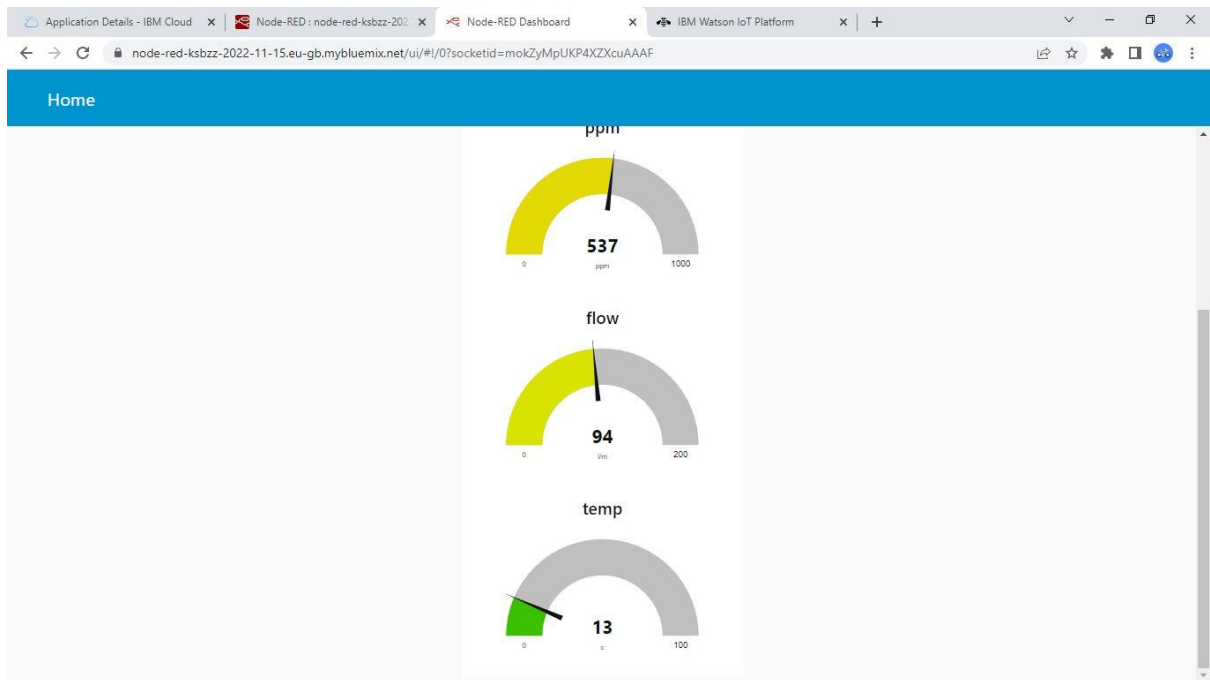 Application Details - IBM Cloud
Node-RED : node-red-ksbzz-202
Node-RED Dashboard
IBM Watson IoT Platform
node-red-ksbzz-2022-11-15.eu-gb.mybluemix.net/ui/#!/0?socketid=mokZyMpUKP4XZXcuAAAF
Home
ppm
537
0 ppm 1000
flow
94
0 l/m 200
temp
13
0 c 100